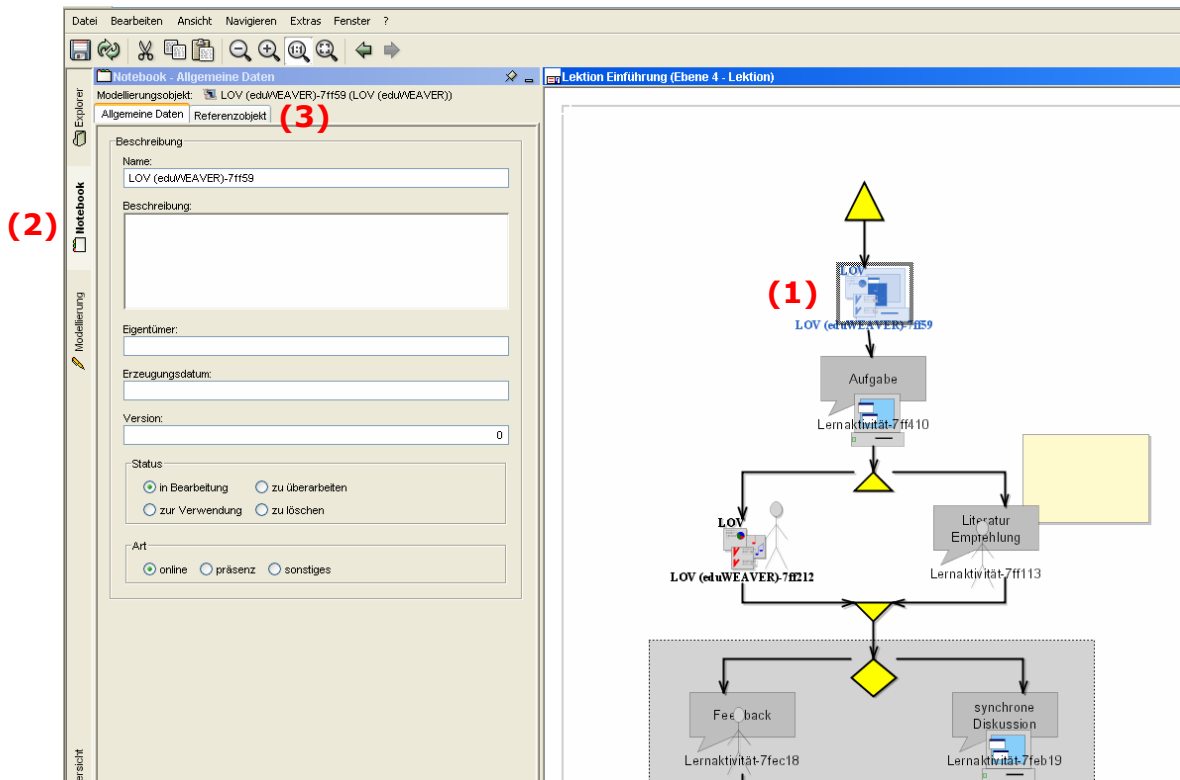 Datei Bearbeiten Ansicht Navigieren Extras Fenster ?
Notebook - Allgemeine Daten
Modellierungsobjekt: LOV (eduWEAVER)-7ff59 (LOV (eduWEAVER))
Allgemeine Daten Referenzobjekt (3)
Explorer
(2) Notebook
Modellierung
ersicht
Beschreibung
Name:
LOV (eduWEAVER)-7ff59
Beschreibung:
Eigentümer:
Erzeugungsdatum:
Version:
0
Status
in Bearbeitung zu überarbeiten
zur Verwendung zu löschen
Art
online präsenz sonstiges
Lektion Einführung (Ebene 4 - Lektion)
LOV
(1)
LOV (eduWEAVER)-7ff59
Aufgabe
Lernaktivität-7ff410
LOV
LOV (eduWEAVER)-7ff212
Literatur
Empfehlung
Lernaktivität-7ff113
Feedback
Lernaktivität-7fec18
synchrone
Diskussion
Lernaktivität-7feb19